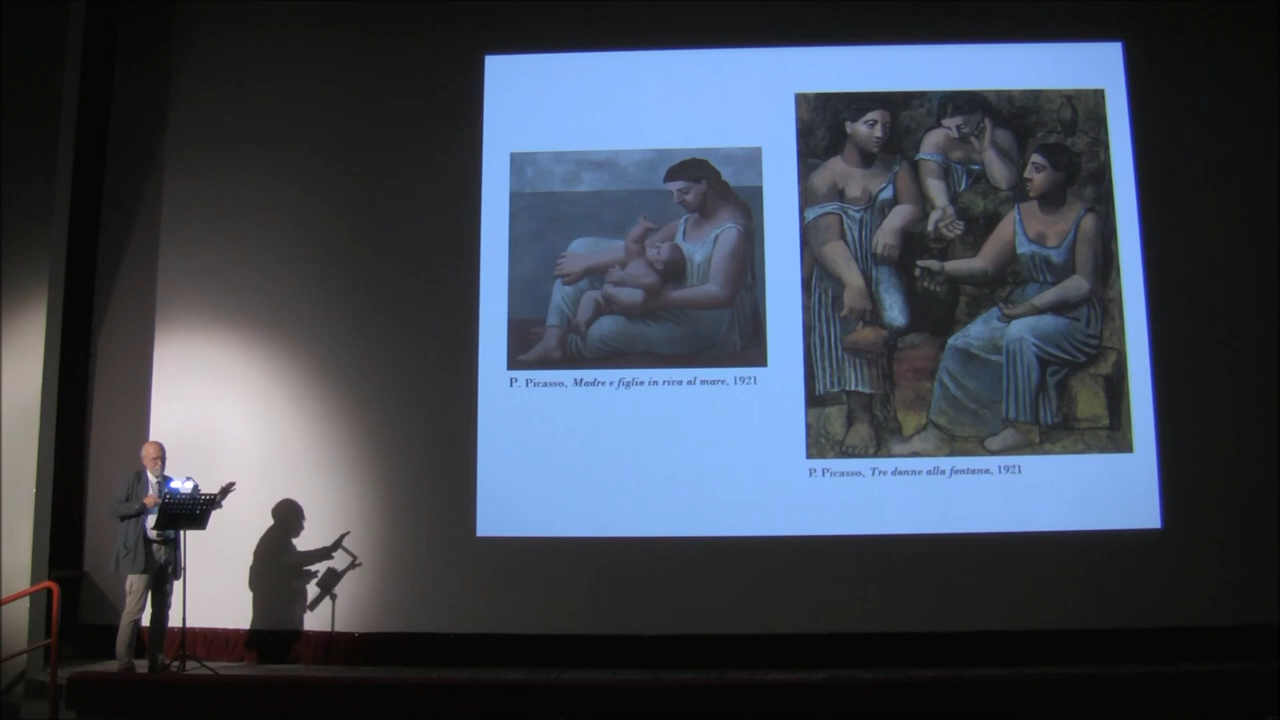 P. Picasso, Madre e figlio in riva al mare, 1921
P. Picasso, Tre donne alla fontana, 1921